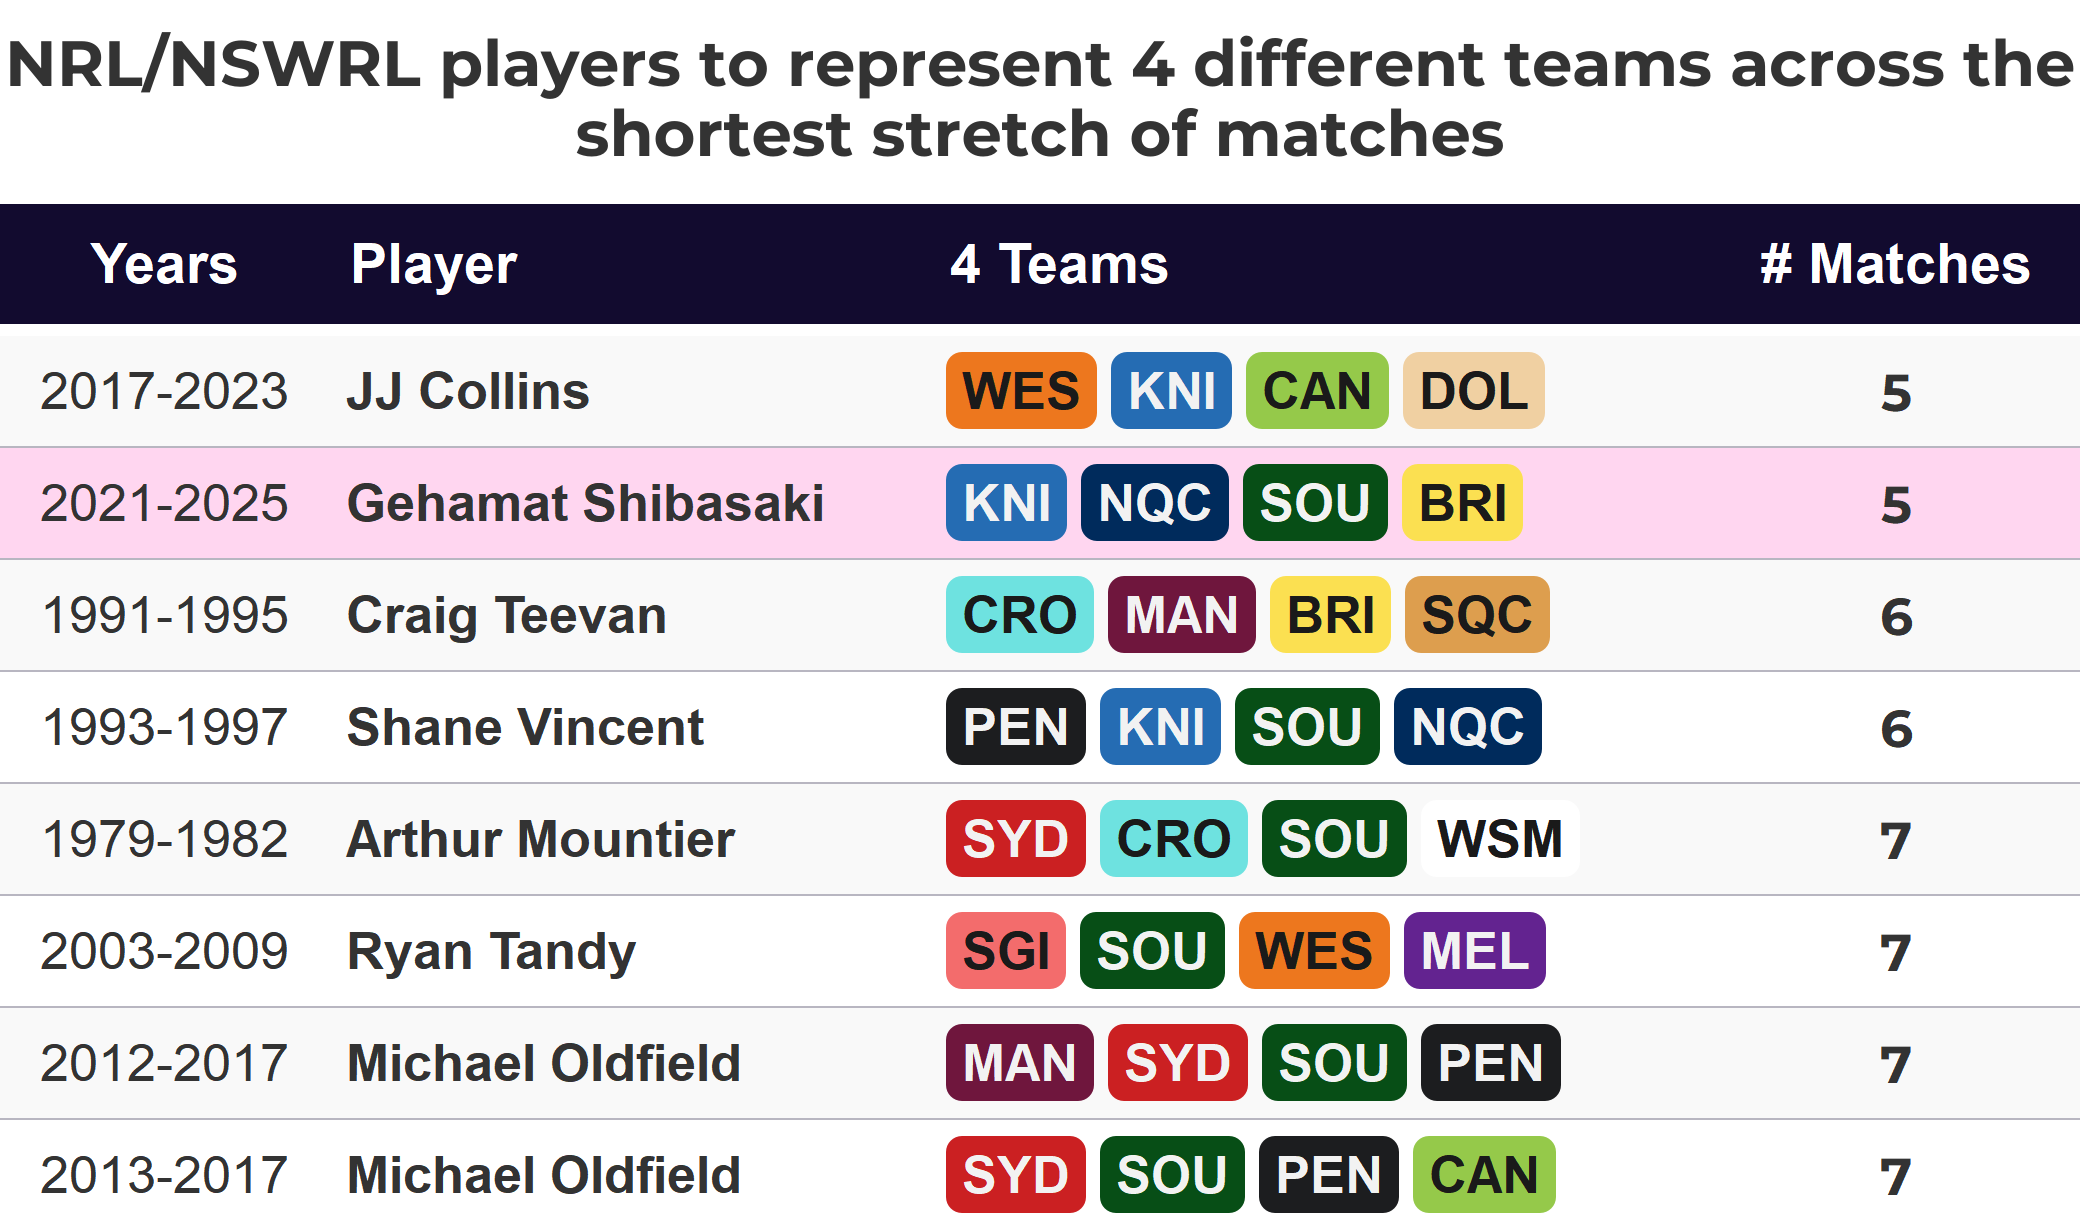 NRL/NSWRL players to represent 4 different teams across the
shortest stretch of matches
Years Player 4 Teams # Matches
2017-2023 JJ Collins WES KNI CAN DOL 5
2021-2025 Gehamat Shibasaki KNI NQC SOU BRI 5
1991-1995 Craig Teevan CRO MAN BRI SQC 6
1993-1997 Shane Vincent PEN KNI SOU NQC 6
1979-1982 Arthur Mountier SYD CRO SOU WSM 7
2003-2009 Ryan Tandy SGI SOU WES MEL 7
2012-2017 Michael Oldfield MAN SYD SOU PEN 7
2013-2017 Michael Oldfield SYD SOU PEN CAN 7